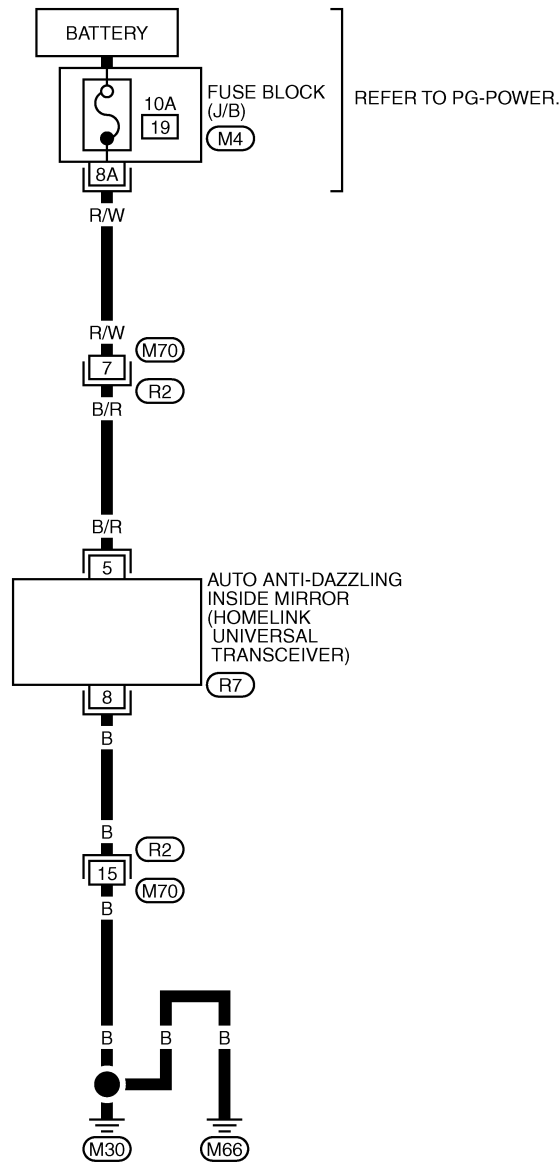 BATTERY
FUSE BLOCK
(J/B)
REFER TO PG-POWER.
10A
19
M4
8A
R/W
R/W
M70
7
R2
B/R
B/R
5
AUTO ANTI-DAZZLING
INSIDE MIRROR
(HOMELINK
UNIVERSAL
TRANSCEIVER)
R7
8
B
B
R2
15
M70
B
B
B
B
M30
M66